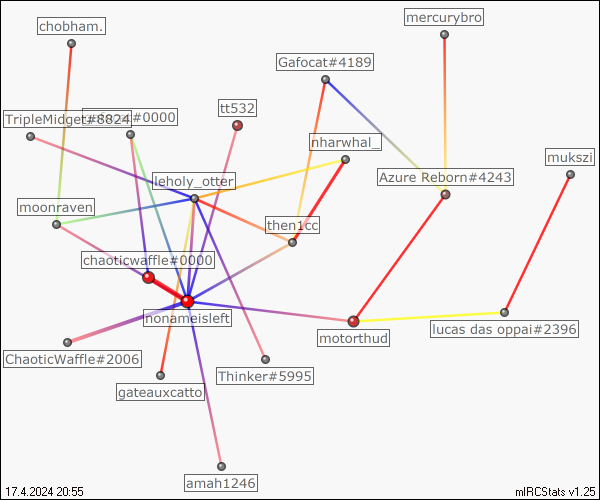 mercurybro
chobham.
Gafocat#4189
tt532
TripleMidget#8824
#0000
nharwhal_
mukszi
Azure Reborn#4243
leholy_otter
moonraven
then1cc
chaoticwaffle#0000
nonameisleft
lucas das oppai#2396
motorthud
ChaoticWaffle#2006
Thinker#5995
gateauxcatto
amah1246
17.4.2024 20:55
mIRCStats v1.25